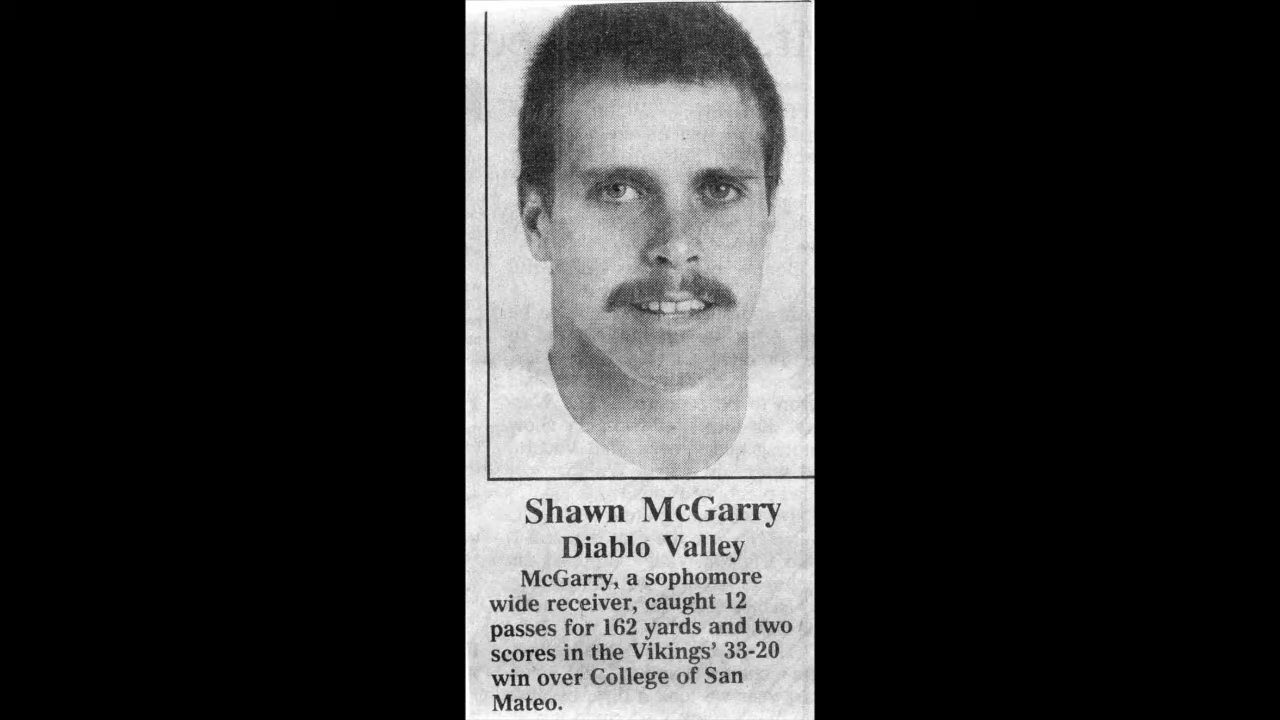 Shawn McGarry
Diablo Valley
McGarry, a sophomore
wide receiver, caught 12
passes for 162 yards and two
scores in the Vikings' 33-20
win over College of San
Mateo.